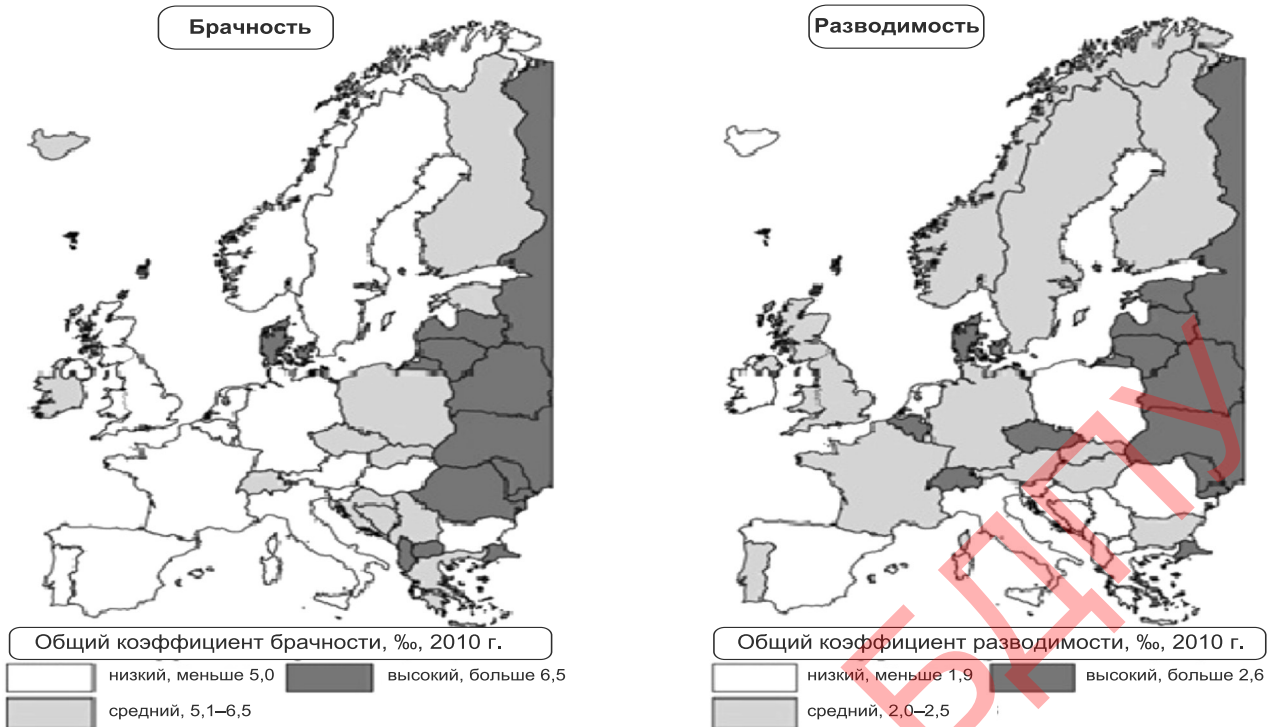 Брачность
Разводимость
Общий коэффициент брачности, ‰, 2010 г.
низкий, меньше 5,0
высокий, больше 6,5
средний, 5,1–6,5
Общий коэффициент разводимости, ‰, 2010 г.
низкий, меньше 1,9
высокий, больше 2,6
средний, 2,0–2,5
БДПУ